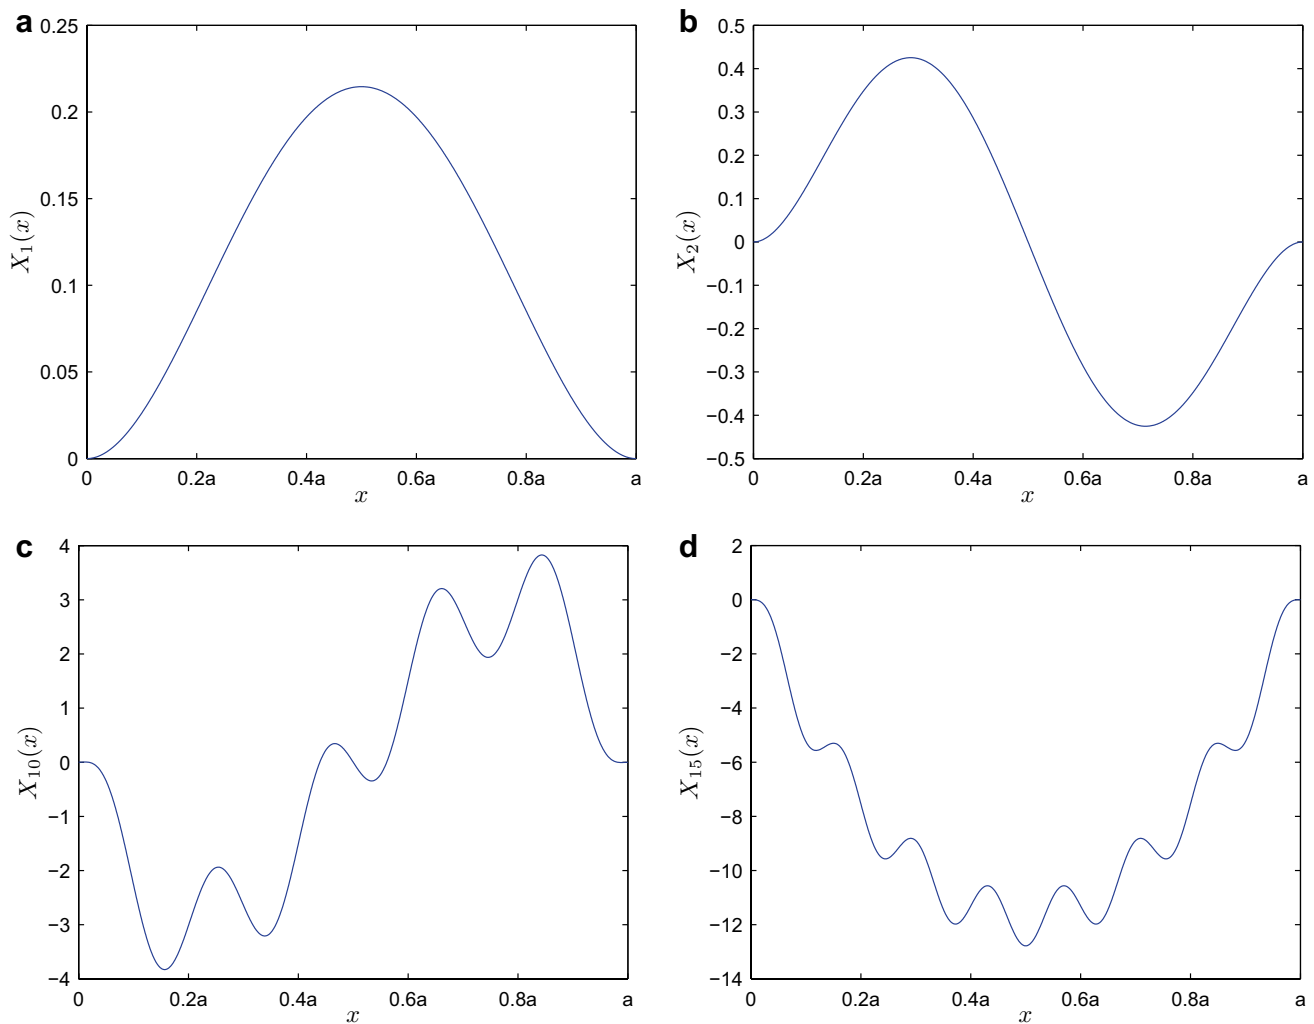 a
0.25
0.2
0.15
0.1
0.05
0
X₁(x)
0 0.2a 0.4a 0.6a 0.8a a
x
b
0.5
0.4
0.3
0.2
0.1
0
−0.1
−0.2
−0.3
−0.4
−0.5
X₂(x)
0 0.2a 0.4a 0.6a 0.8a a
x
c
4
3
2
1
0
−1
−2
−3
−4
X₁₀(x)
0 0.2a 0.4a 0.6a 0.8a a
x
d
2
0
−2
−4
−6
−8
−10
−12
−14
X₁₅(x)
0 0.2a 0.4a 0.6a 0.8a a
x